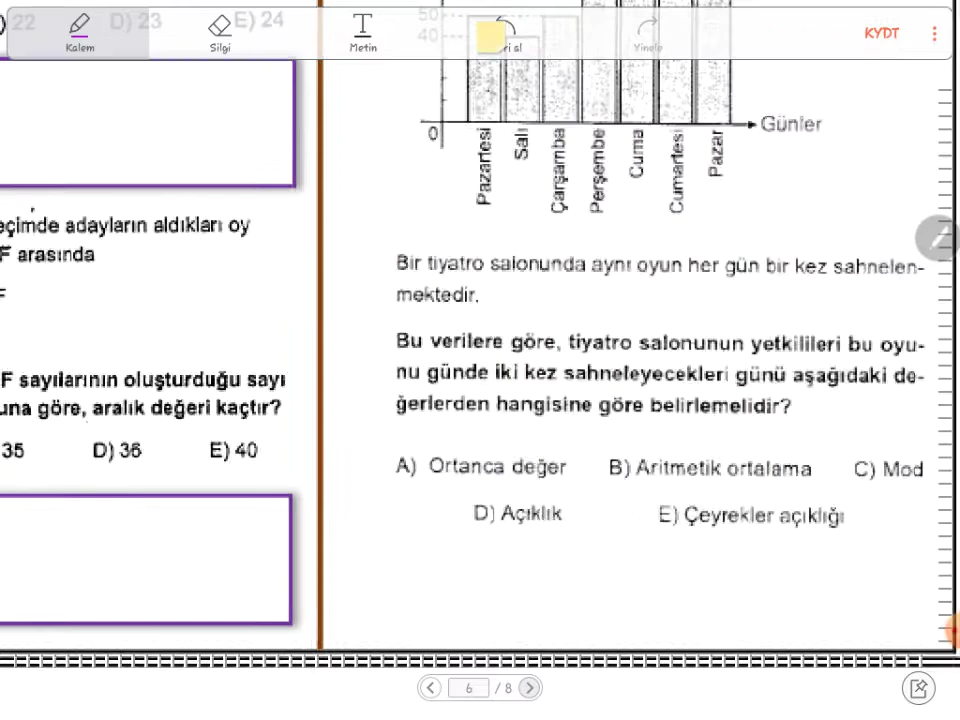 22 D) 23 E) 24
Kalem
Silgi
Metin
Yinele
KYDT
eçimde adayların aldıkları oy
F arasında
F
F sayılarının oluşturduğu sayı
una göre, aralık değeri kaçtır?
35 D) 36 E) 40
50
40
0
Günler
Pazartesi
Salı
Çarşamba
Perşembe
Cuma
Cumartesi
Pazar
Bir tiyatro salonunda aynı oyun her gün bir kez sahnelen-
mektedir.
Bu verilere göre, tiyatro salonunun yetkilileri bu oyu-
nu günde iki kez sahneleyecekleri günü aşağıdaki de-
ğerlerden hangisine göre belirlemelidir?
A) Ortanca değer B) Aritmetik ortalama C) Mod
D) Açıklık E) Çeyrekler açıklığı
6 / 8